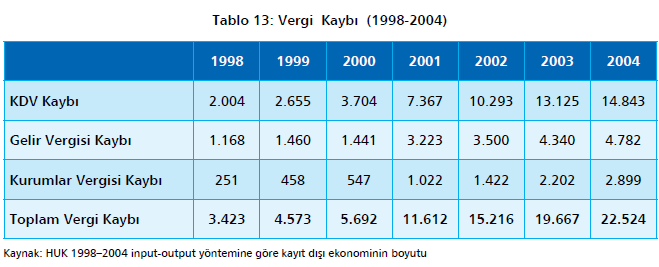 Tablo 13: Vergi Kaybı (1998-2004)
1998 1999 2000 2001 2002 2003 2004
KDV Kaybı 2.004 2.655 3.704 7.367 10.293 13.125 14.843
Gelir Vergisi Kaybı 1.168 1.460 1.441 3.223 3.500 4.340 4.782
Kurumlar Vergisi Kaybı 251 458 547 1.022 1.422 2.202 2.899
Toplam Vergi Kaybı 3.423 4.573 5.692 11.612 15.216 19.667 22.524
Kaynak: HUK 1998–2004 input-output yöntemine göre kayıt dışı ekonominin boyutu